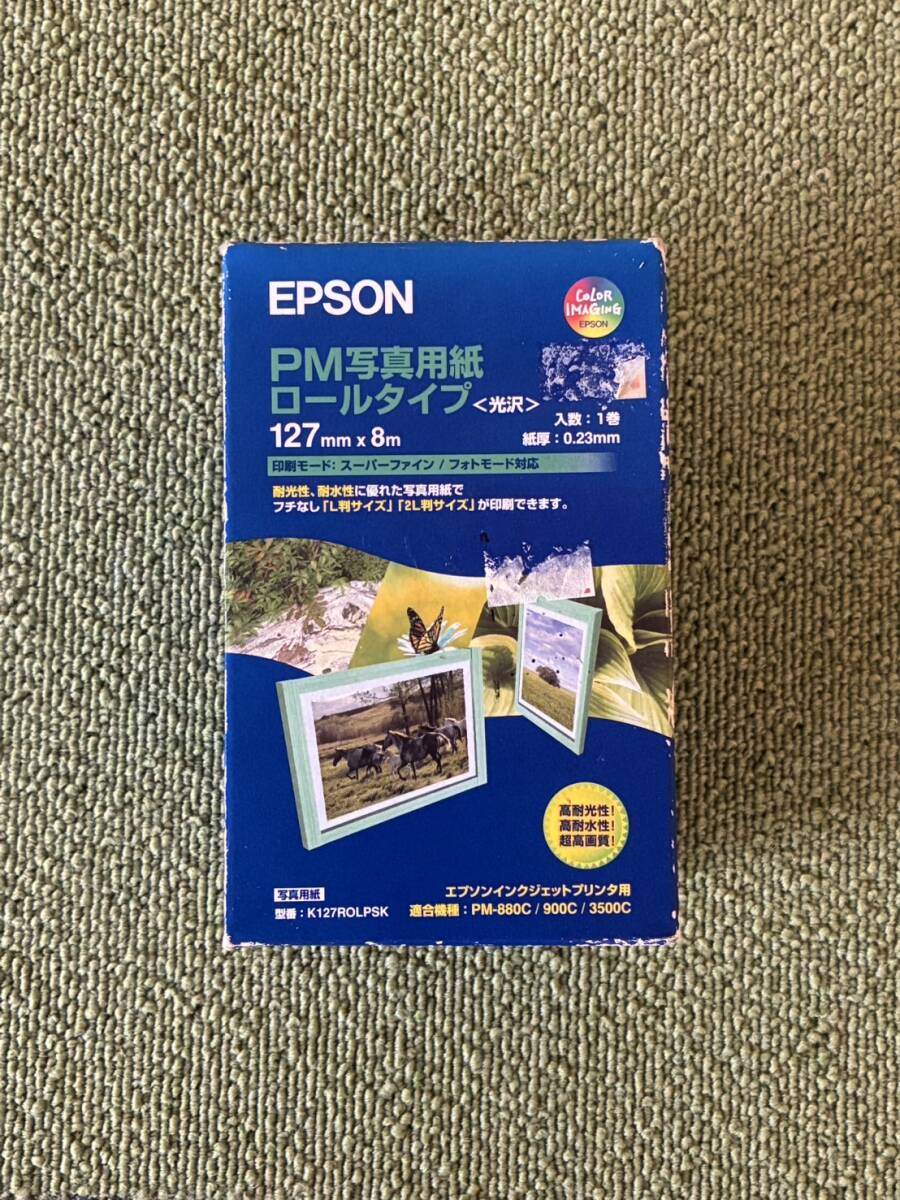 EPSON
COLOR
IMAGING
EPSON
PM写真用紙
ロールタイプ<光沢>
127mm x 8m
入数：1巻
紙厚：0.23mm
印刷モード：スーパーファイン / フォトモード対応
耐光性、耐水性に優れた写真用紙で
フチなし「L判サイズ」「2L判サイズ」が印刷できます。
高耐光性!
高耐水性!
超高画質!
写真用紙
型番：K127ROLPSK
エプソンインクジェットプリンタ用
適合機種：PM-880C / 900C / 3500C